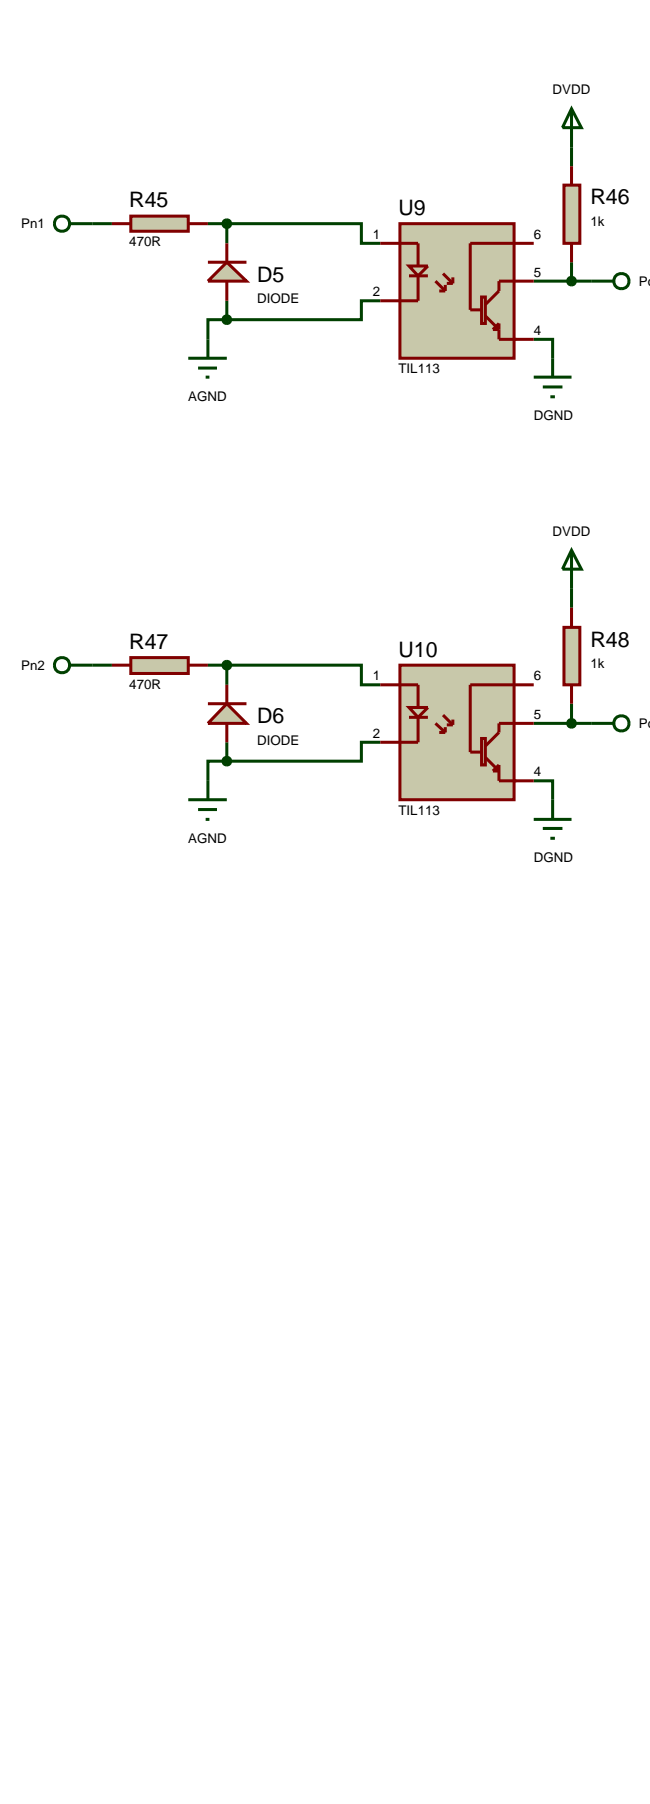 DVDD
R45
R46
Pn1
470R
1k
U9
1
6
D5
5
DIODE
2
4
TIL113
AGND
DGND
DVDD
R47
R48
Pn2
470R
1k
U10
1
6
D6
5
DIODE
2
4
TIL113
AGND
DGND